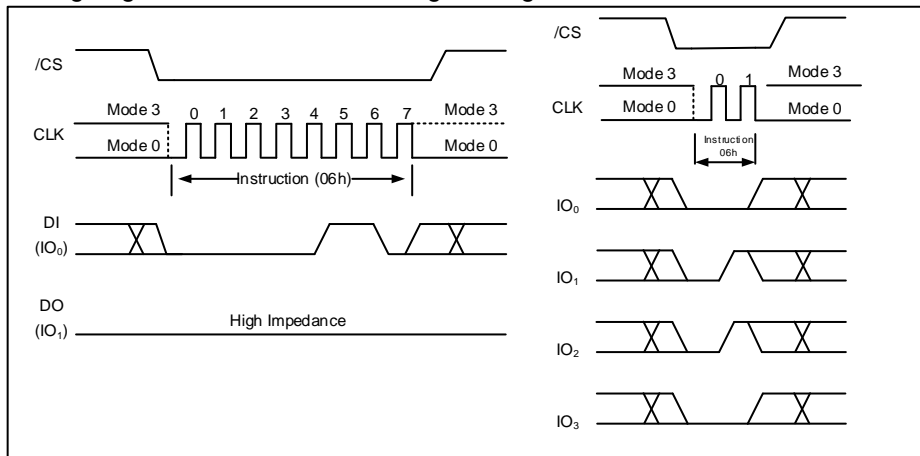 /CS
Mode 3
0 1 2 3 4 5 6 7
Mode 3
CLK
Mode 0
Mode 0
Instruction (06h)
DI
(IO0)
DO
(IO1)
High Impedance
/CS
Mode 3
0 1
Mode 3
CLK
Mode 0
Mode 0
Instruction
06h
IO0
IO1
IO2
IO3